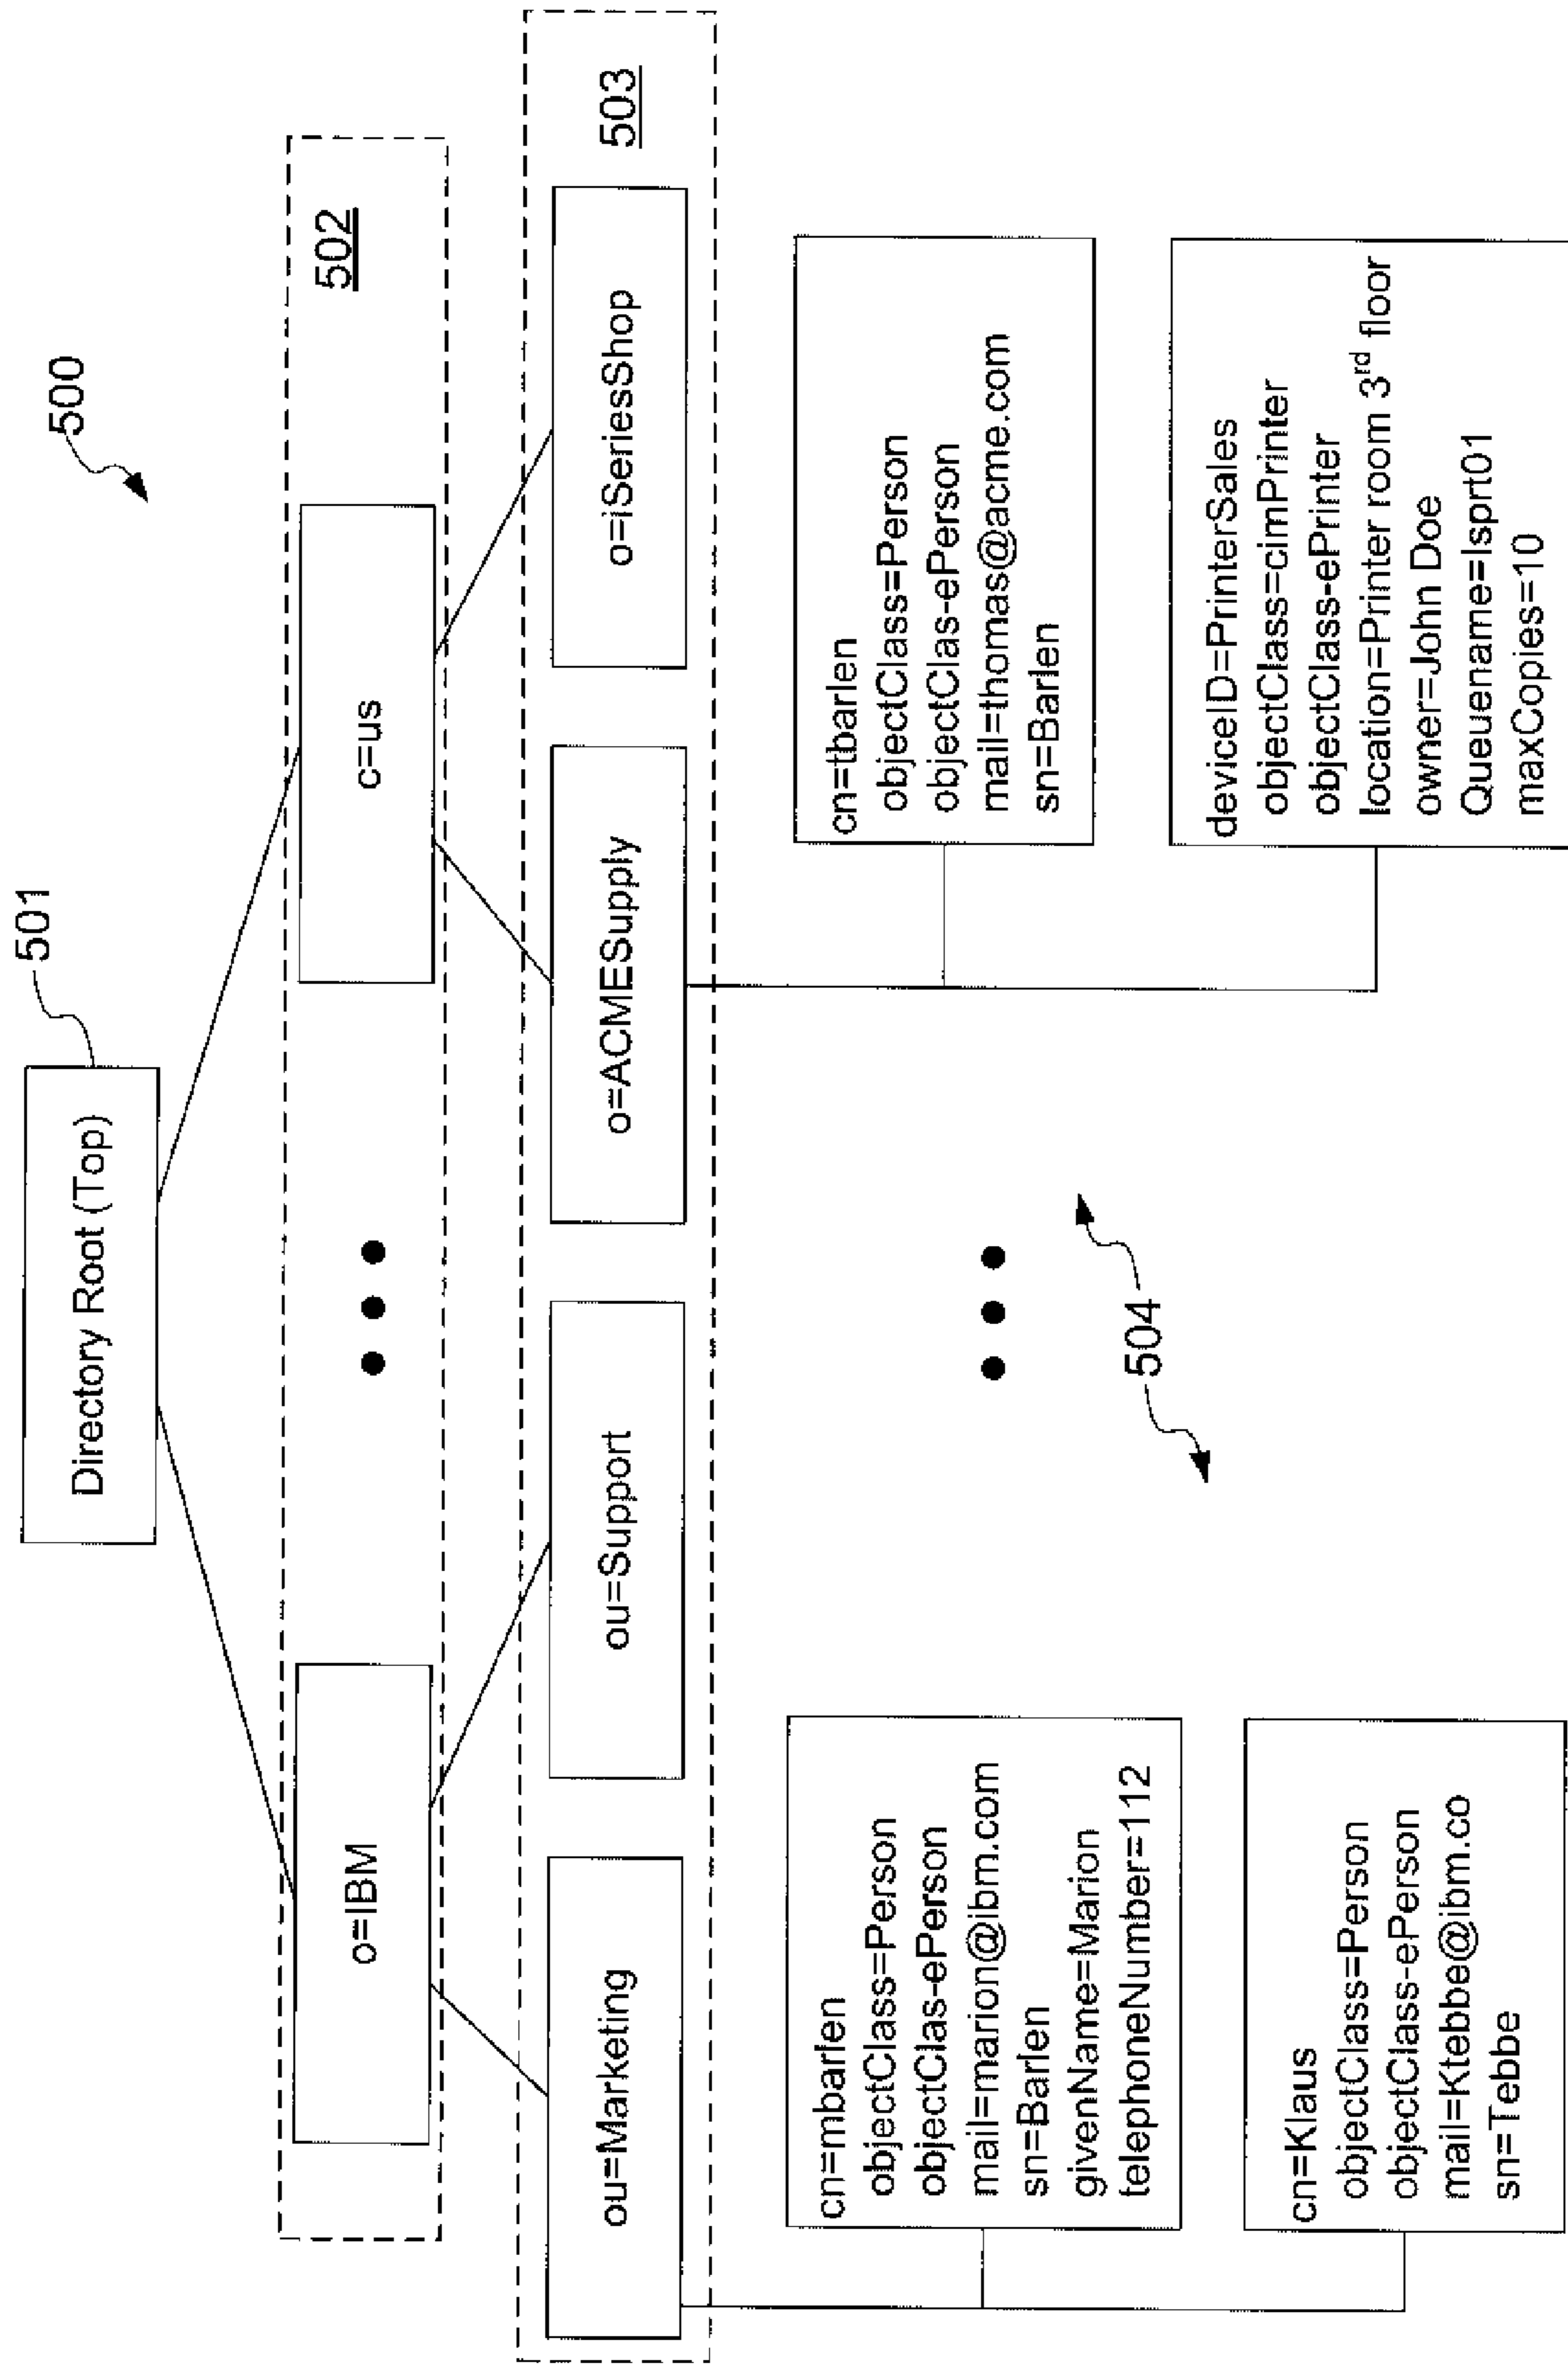 500
Directory Root (Top)
501
502
o=IBM
c=us
503
ou=Marketing
ou=Support
o=ACMESupply
o=iSeriesShop
cn=mbarlen
objectClass=Person
objectClas-ePerson
mail=marion@ibm.com
sn=Barlen
givenName=Marion
telephoneNumber=112
cn=Klaus
objectClass=Person
objectClass-ePerson
mail=Ktebbe@ibm.co
sn=Tebbe
504
cn=tbarlen
objectClass=Person
objectClas-ePerson
mail=thomas@acme.com
sn=Barlen
deviceID=PrinterSales
objectClass=cimPrinter
objectClass-ePrinter
location=Printer room 3rd floor
owner=John Doe
Queuename=lsprt01
maxCopies=10